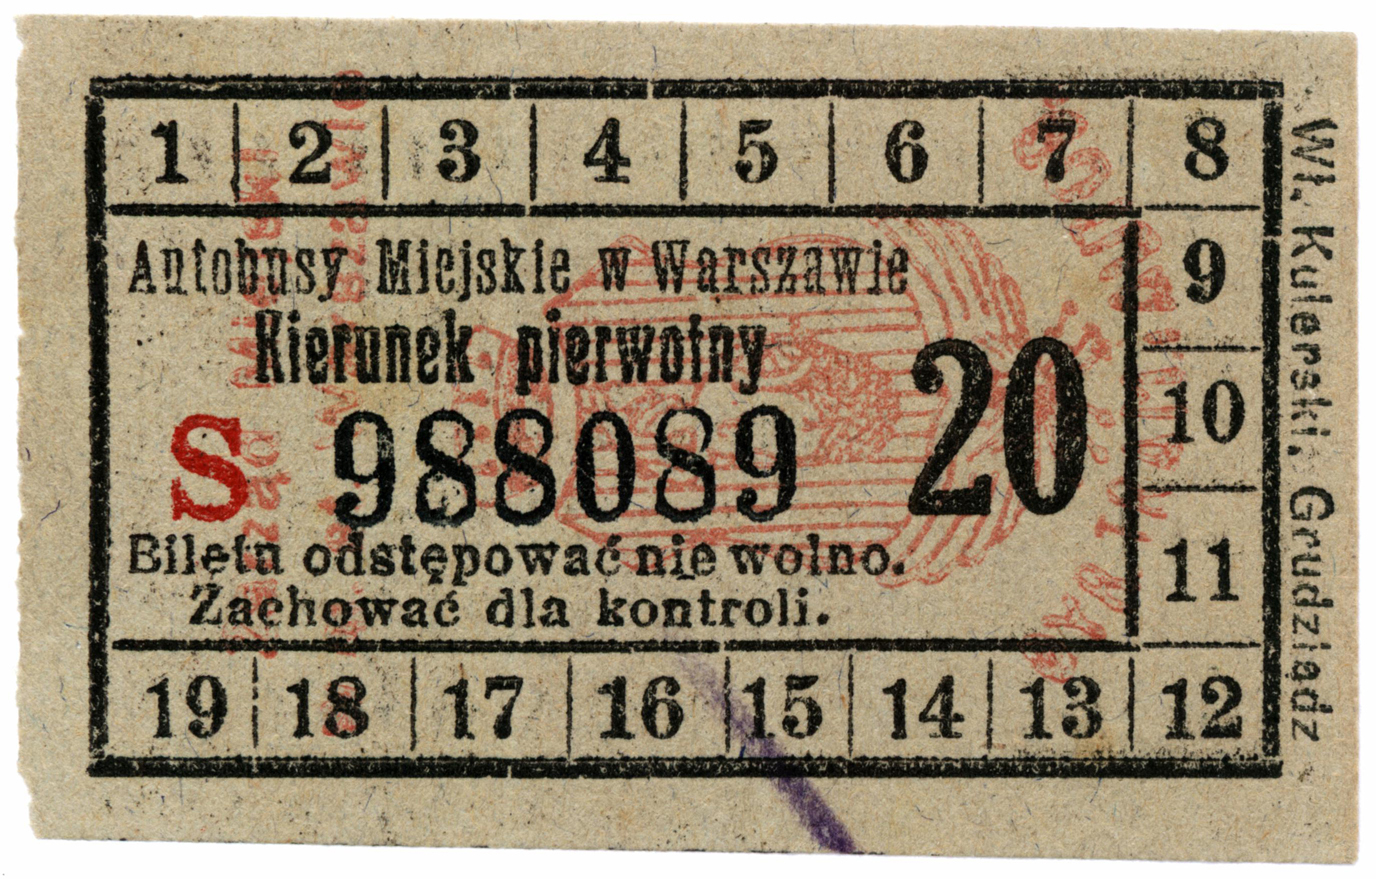 1 2 3 4 5 6 7 8
Autobusy Miejskie w Warszawie
9
Kierunek pierwotny
20
10
S 988089
11
Biletu odstępować nie wolno.
Zachować dla kontroli.
19 18 17 16 15 14 13 12
Wł. Kulerski, Grudziądz